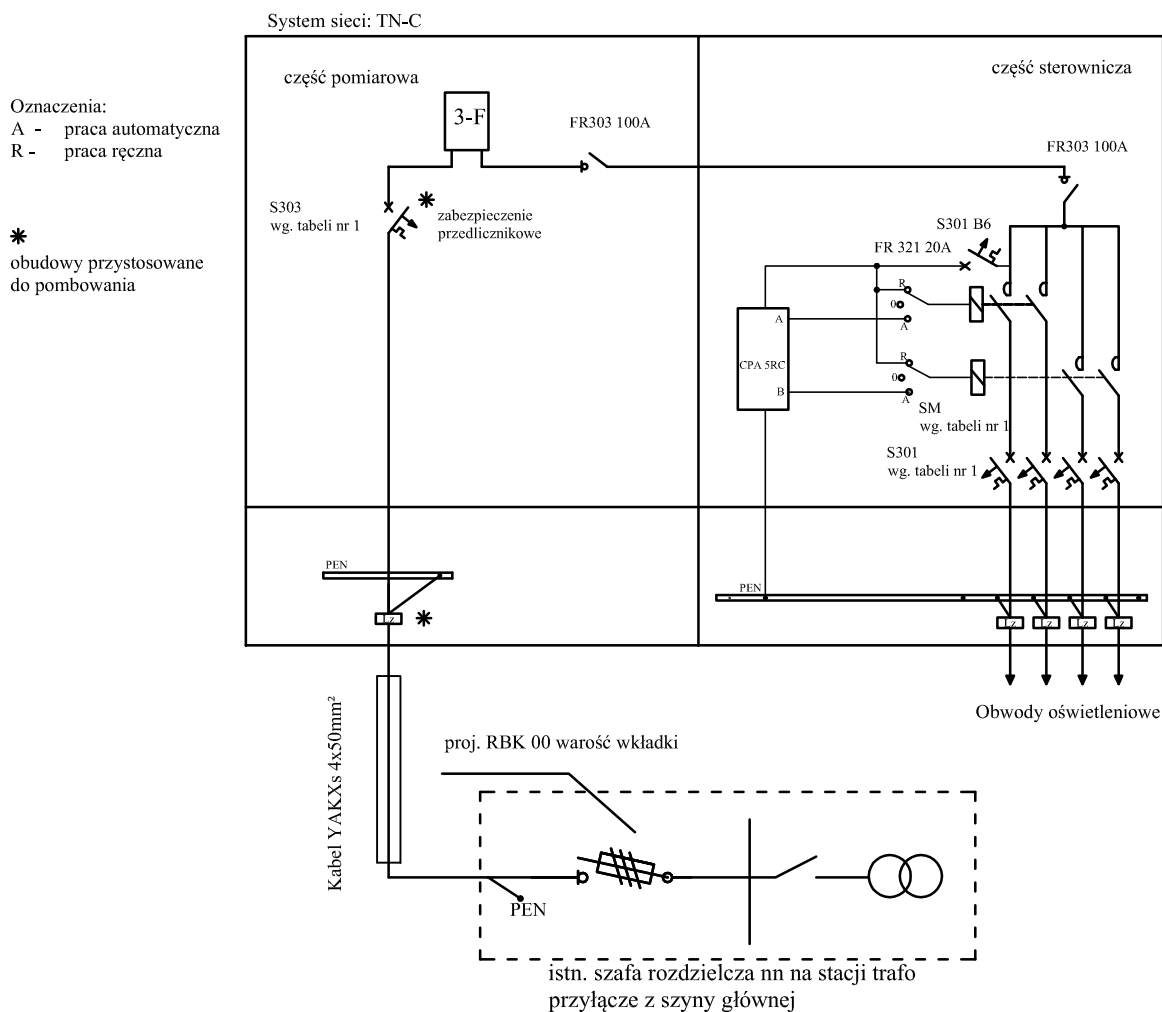 System sieci: TN-C
część pomiarowa
część sterownicza
Oznaczenia:
A - praca automatyczna
R - praca ręczna
3-F
FR303 100A
FR303 100A
S303
wg. tabeli nr 1
zabezpieczenie
przedlicznikowe
obudowy przystosowane
do pombowania
S301 B6
FR 321 20A
R
0
A
A
CPA 5RC
B
R
0
A
SM
wg. tabeli nr 1
S301
wg. tabeli nr 1
PEN
PEN
Lz
Lz
Lz
Lz
Lz
Obwody oświetleniowe
Kabel YAKXs 4x50mm²
proj. RBK 00 warość wkładki
PEN
istn. szafa rozdzielcza nn na stacji trafo
przyłącze z szyny głównej